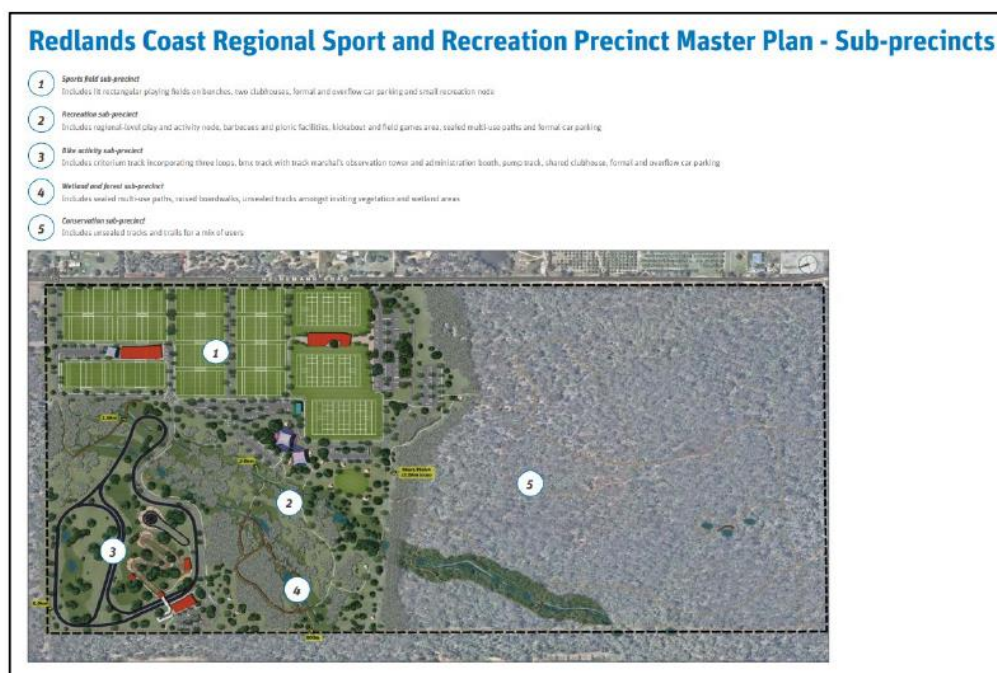 Redlands Coast Regional Sport and Recreation Precinct Master Plan - Sub-precincts
1
Sports field sub-precinct
Includes fit rectangular playing fields on benches, two clubhouses, formal and overflow car parking and small recreation node
2
Recreation sub-precinct
Includes regional-level play and activity node, barbecues and picnic facilities, kickabout and field games area, sealed multi-use paths and formal car parking
3
Bike activity sub-precinct
Includes criterium track incorporating three loops, bmx track with track marshal's observation tower and administration booth, pump track, shared clubhouse, formal and overflow car parking
4
Wetland and forest sub-precinct
Includes sealed multi-use paths, raised boardwalks, unsealed tracks amongst inviting vegetation and wetland areas
5
Conservation sub-precinct
Includes unsealed tracks and trails for a mix of users
HEINEMANN ROAD
1
5
2
3
4